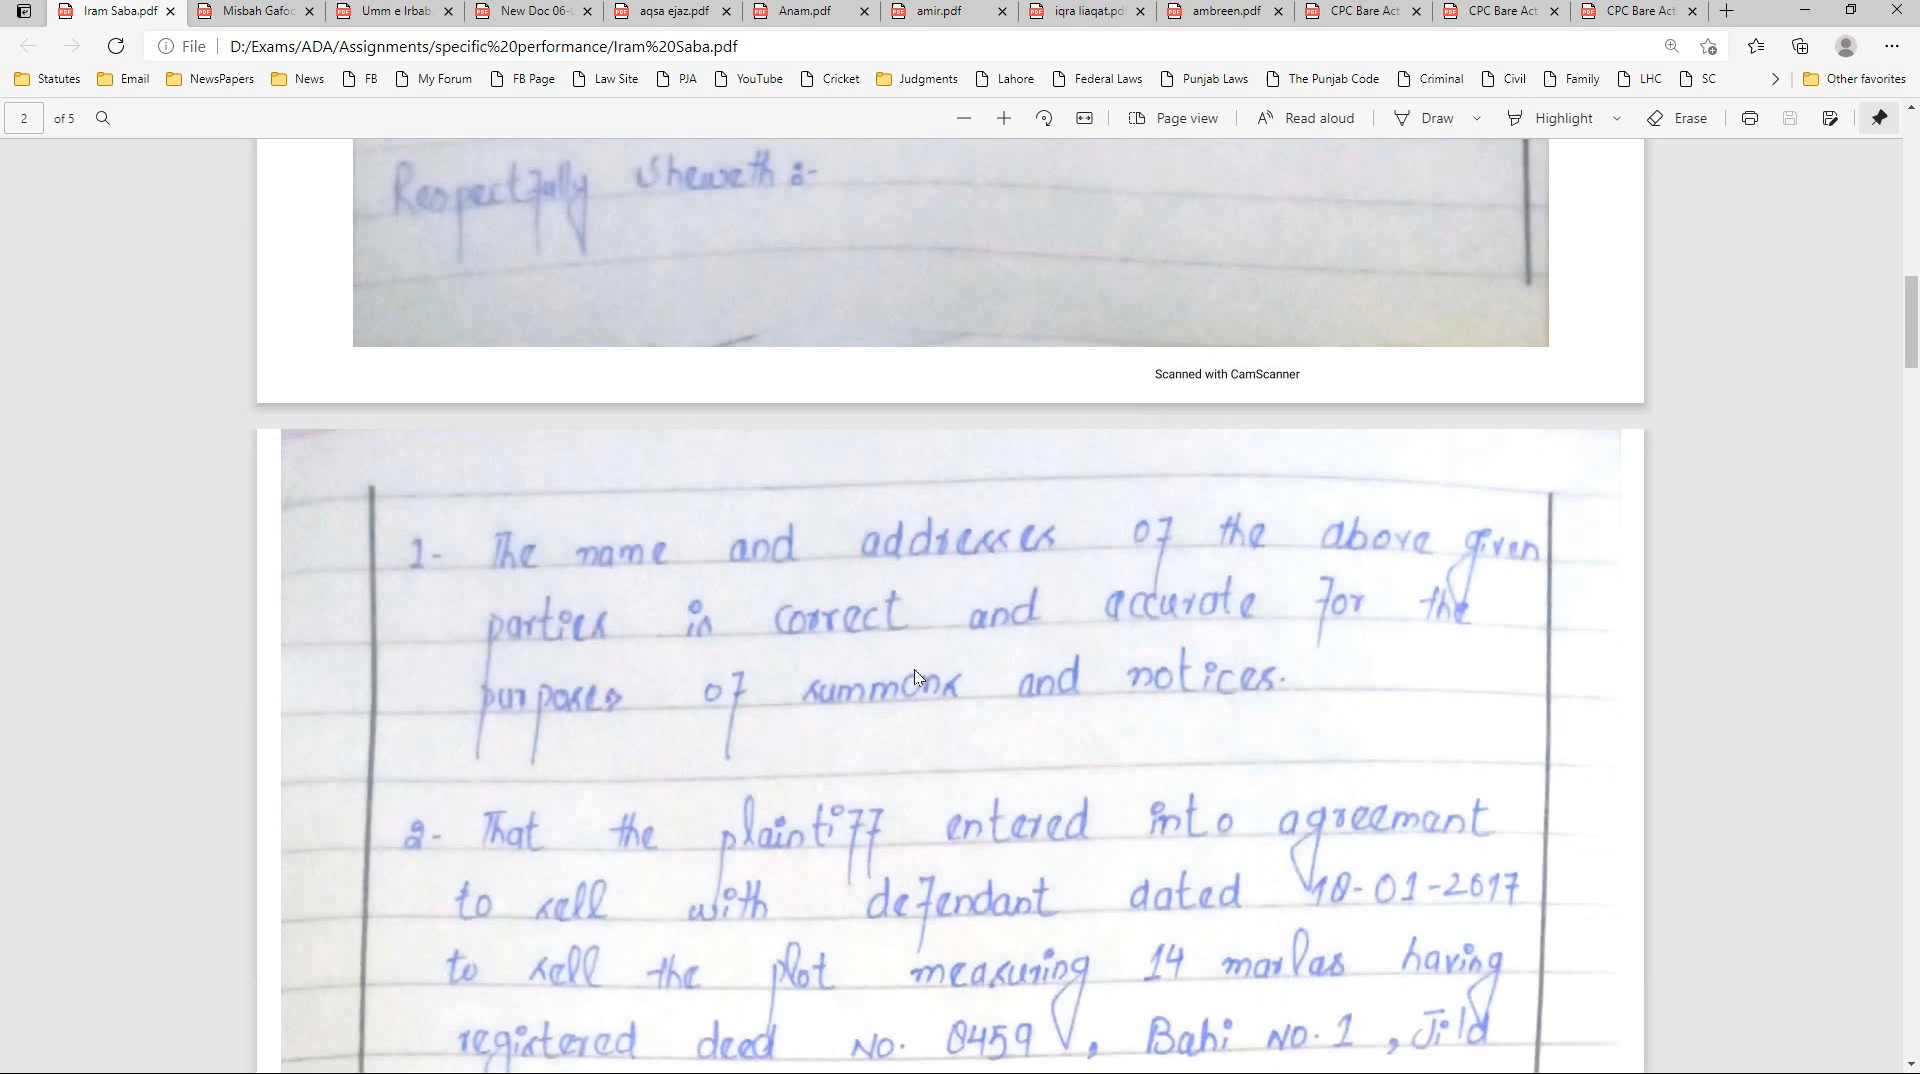 Iram Saba.pdf
Misbah Gafoo
Umm e Irbab
New Doc 06-
aqsa ejaz.pdf
Anam.pdf
amir.pdf
iqra liaqat.pdf
ambreen.pdf
CPC Bare Act
CPC Bare Act
CPC Bare Act
File
D:/Exams/ADA/Assignments/specific%20performance/Iram%20Saba.pdf
Statutes
Email
NewsPapers
News
FB
My Forum
FB Page
Law Site
PJA
YouTube
Cricket
Judgments
Lahore
Federal Laws
Punjab Laws
The Punjab Code
Criminal
Civil
Family
LHC
SC
Other favorites
2 of 5
Page view
Read aloud
Draw
Highlight
Erase
Respectfully Sheweth:-
Scanned with CamScanner
1- The name and addresses of the above given
parties is correct and accurate for the
purposes of summons and notices.
2- That the plaintiff entered into agreement
to sell with defendant dated 10-01-2017
to sell the plot measuring 14 marlas having
registered deed No. 0459, Bahi No. 1, Jild